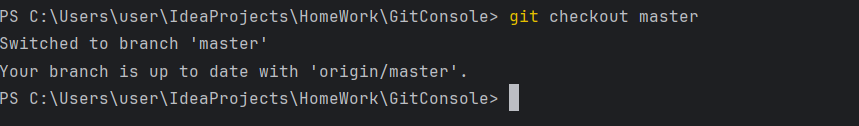 PS C:\Users\user\IdeaProjects\HomeWork\GitConsole> git checkout master
Switched to branch 'master'
Your branch is up to date with 'origin/master'.
PS C:\Users\user\IdeaProjects\HomeWork\GitConsole>